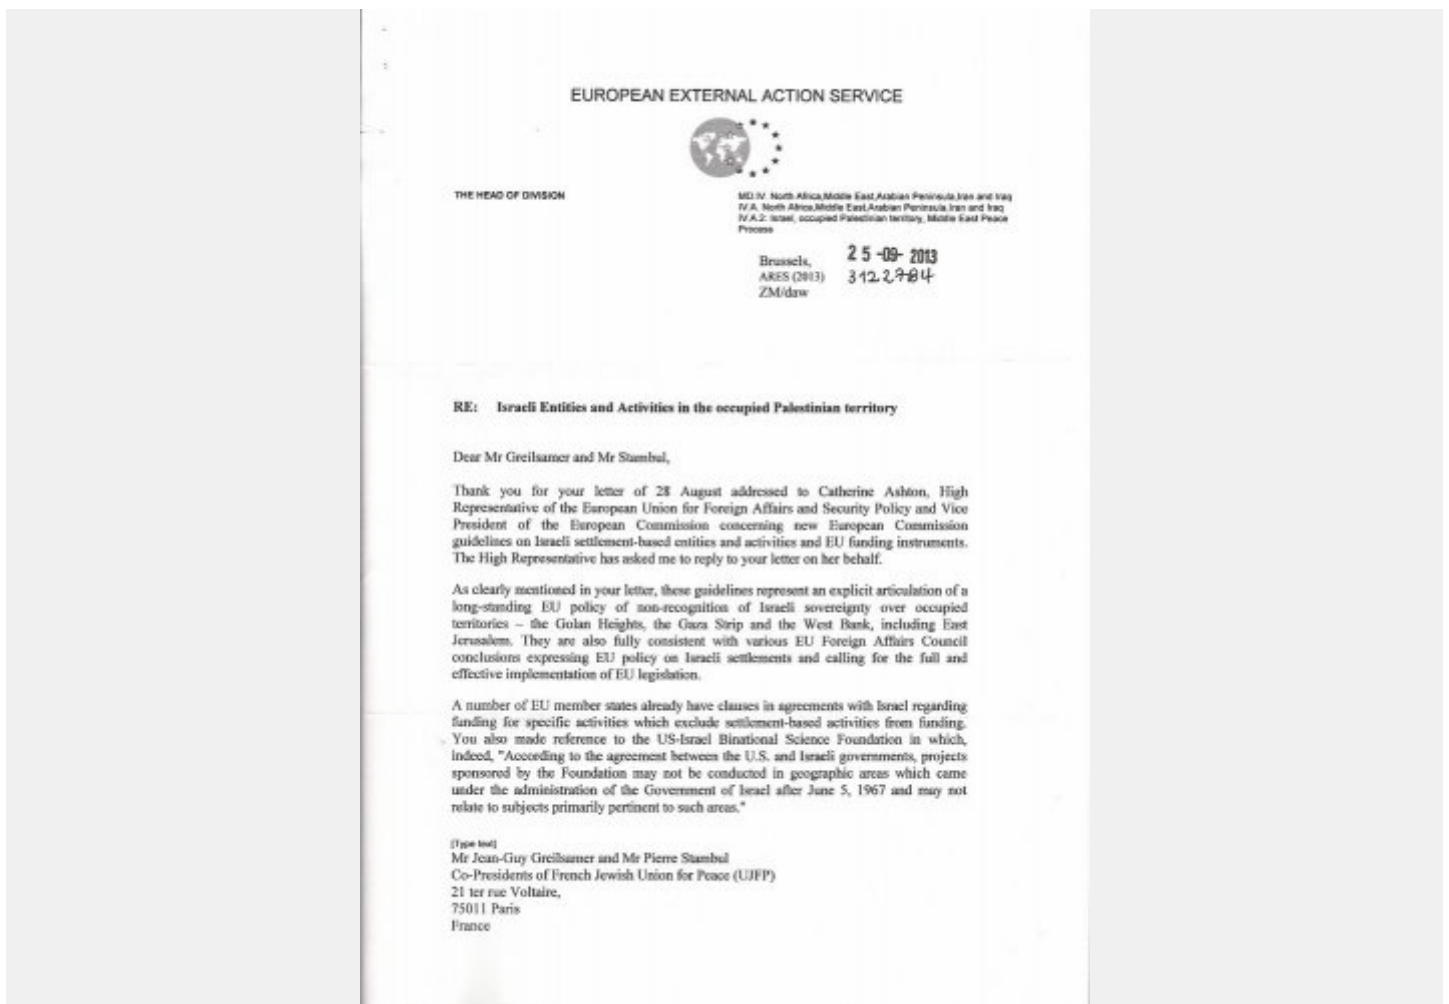 EUROPEAN EXTERNAL ACTION SERVICE
THE HEAD OF DIVISION
MD.IV. North Africa,Middle East,Arabian Peninsula,Iran and Iraq
IV.A. North Africa,Middle East,Arabian Peninsula,Iran and Iraq
IV.A.2: Israel, occupied Palestinian territory, Middle East Peace
Process
Brussels, 25 -09- 2013
ARES (2013) 3122784
ZM/daw
RE: Israeli Entities and Activities in the occupied Palestinian territory
Dear Mr Greilsamer and Mr Stambul,
Thank you for your letter of 28 August addressed to Catherine Ashton, High
Representative of the European Union for Foreign Affairs and Security Policy and Vice
President of the European Commission concerning new European Commission
guidelines on Israeli settlement-based entities and activities and EU funding instruments.
The High Representative has asked me to reply to your letter on her behalf.
As clearly mentioned in your letter, these guidelines represent an explicit articulation of a
long-standing EU policy of non-recognition of Israeli sovereignty over occupied
territories – the Golan Heights, the Gaza Strip and the West Bank, including East
Jerusalem. They are also fully consistent with various EU Foreign Affairs Council
conclusions expressing EU policy on Israeli settlements and calling for the full and
effective implementation of EU legislation.
A number of EU member states already have clauses in agreements with Israel regarding
funding for specific activities which exclude settlement-based activities from funding.
You also made reference to the US-Israel Binational Science Foundation in which,
indeed, "According to the agreement between the U.S. and Israeli governments, projects
sponsored by the Foundation may not be conducted in geographic areas which came
under the administration of the Government of Israel after June 5, 1967 and may not
relate to subjects primarily pertinent to such areas."
[Type text]
Mr Jean-Guy Greilsamer and Mr Pierre Stambul
Co-Presidents of French Jewish Union for Peace (UJFP)
21 ter rue Voltaire,
75011 Paris
France